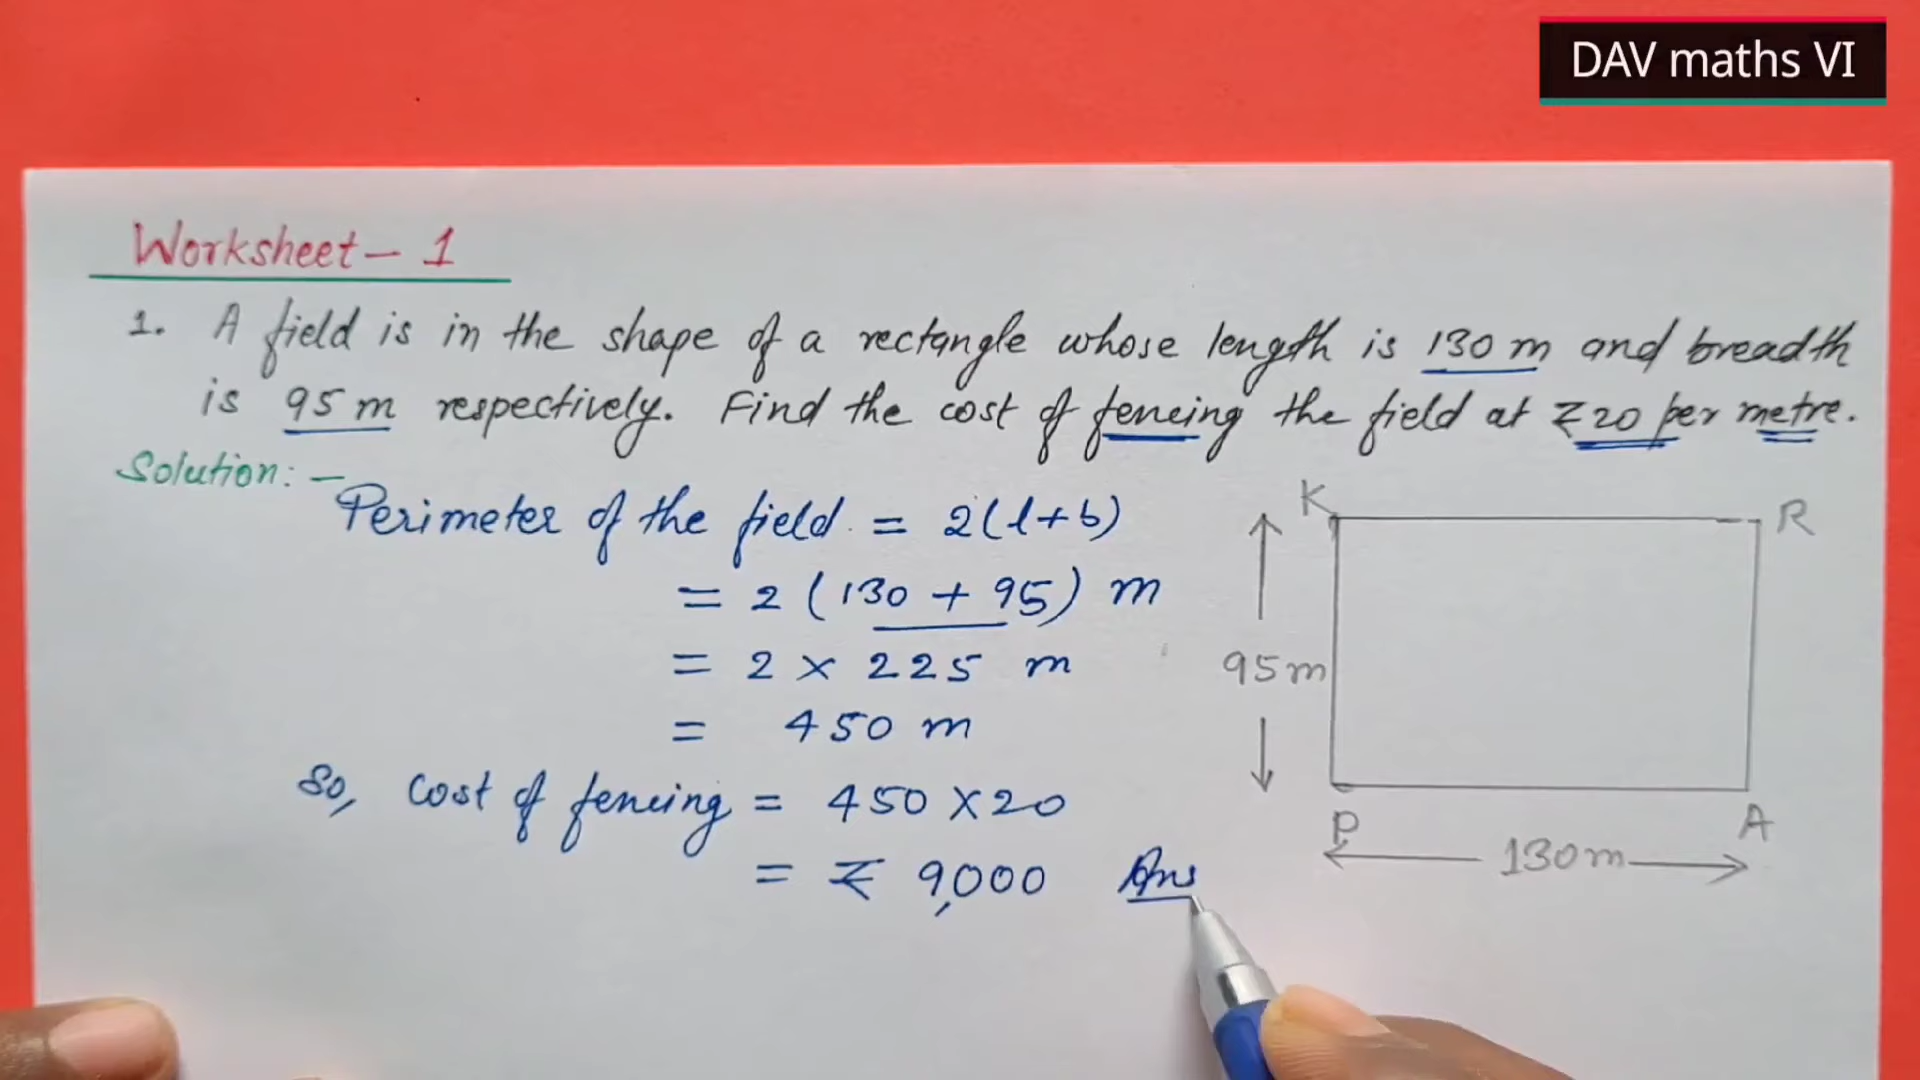 DAV maths VI
Worksheet - 1
1. A field is in the shape of a rectangle whose length is 130 m and breadth
is 95 m respectively. Find the cost of fencing the field at ₹20 per metre.
Solution: -
Perimeter of the field = 2(l+b)
= 2 (130 + 95) m
= 2 × 225 m
= 450 m
So, Cost of fencing = 450 × 20
= ₹ 9,000 Ans
K R
95 m
P A
130 m